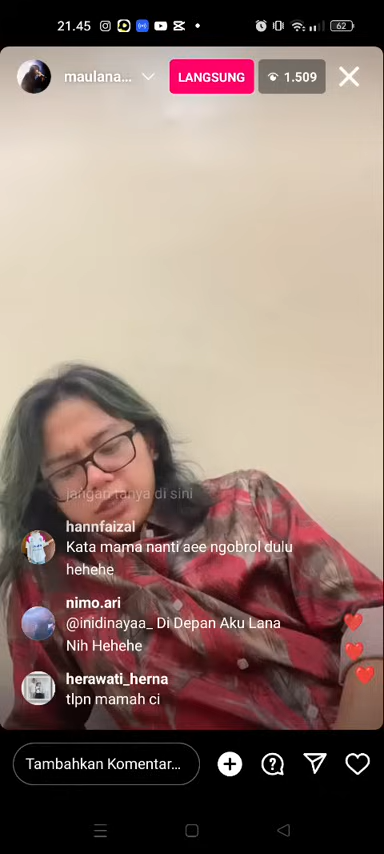 21.45
62
maulana...
LANGSUNG
1.509
jangan tanya di sini
hannfaizal
Kata mama nanti aee ngobrol dulu
hehehe
nimo.ari
@inidinayaa_ Di Depan Aku Lana
Nih Hehehe
herawati_herna
tlpn mamah ci
Tambahkan Komentar...